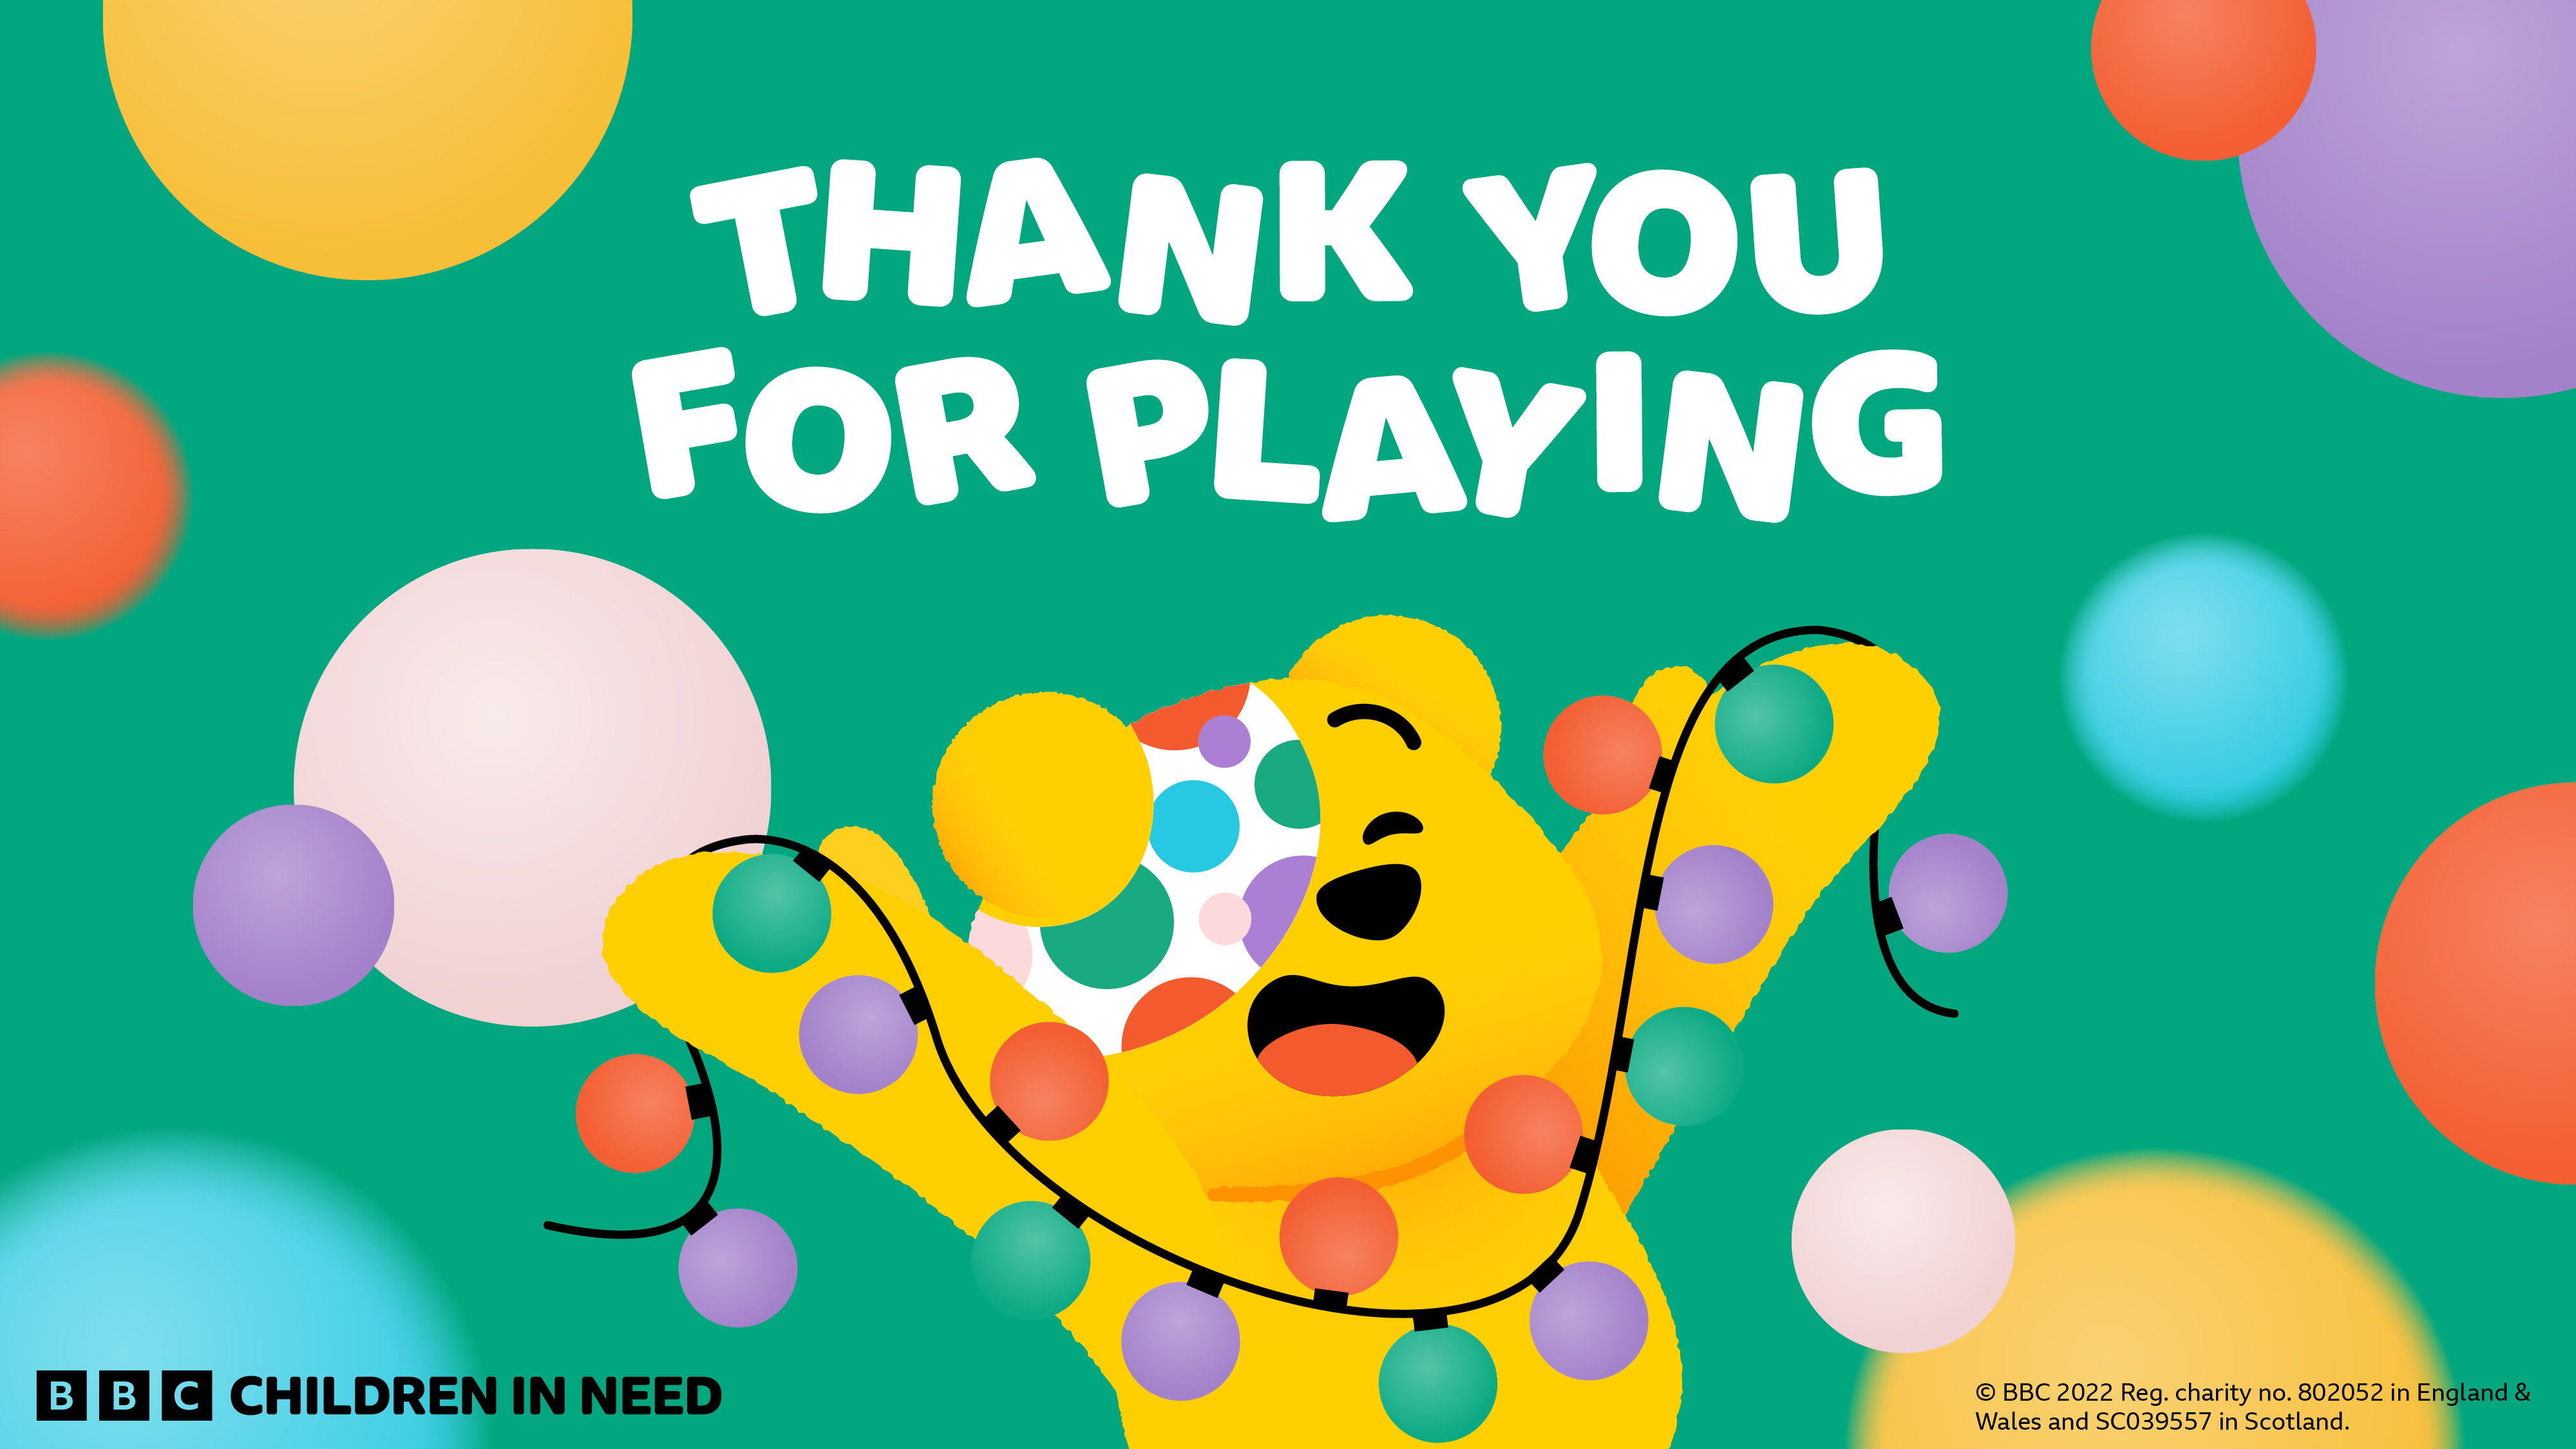 THANK YOU
FOR PLAYING
BBC CHILDREN IN NEED
© BBC 2022 Reg. charity no. 802052 in England &
Wales and SC039557 in Scotland.